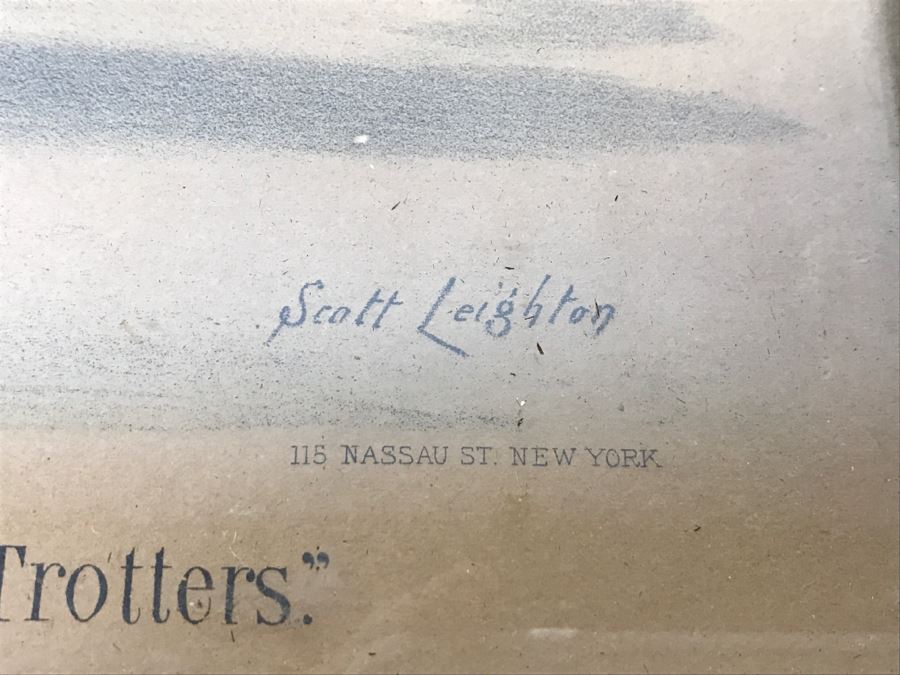 Scott Leighton
115 NASSAU ST. NEW YORK
Trotters.”